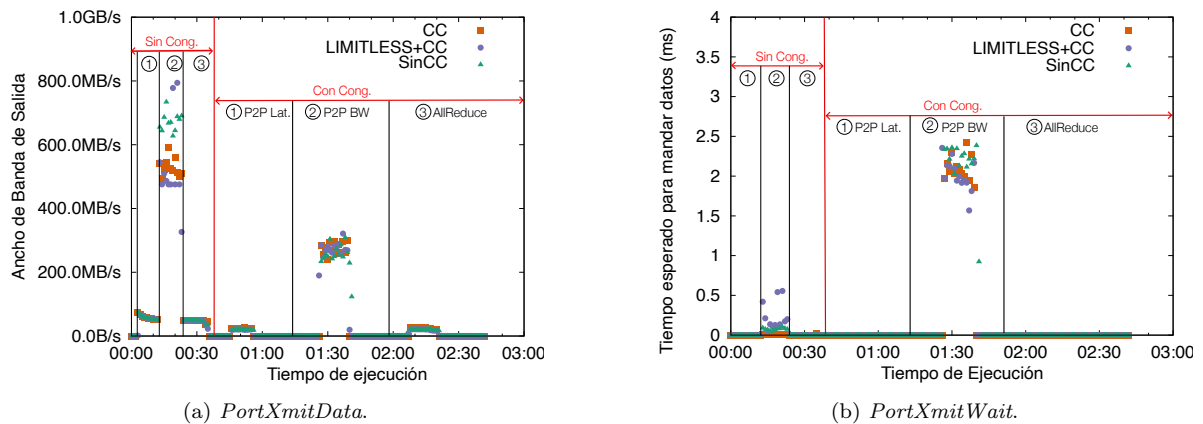 1.0GB/s
800.0MB/s
600.0MB/s
400.0MB/s
200.0MB/s
0.0B/s
Ancho de Banda de Salida
00:00 00:30 01:00 01:30 02:00 02:30 03:00
Tiempo de ejecución
CC
LIMITLESS+CC
SinCC
Sin Cong.
① ② ③
Con Cong.
① P2P Lat. ② P2P BW ③ AllReduce
(a) PortXmitData.
4
3.5
3
2.5
2
1.5
1
0.5
0
Tiempo esperado para mandar datos (ms)
00:00 00:30 01:00 01:30 02:00 02:30 03:00
Tiempo de Ejecución
CC
LIMITLESS+CC
SinCC
Sin Cong.
① ② ③
Con Cong.
① P2P Lat. ② P2P BW ③ AllReduce
(b) PortXmitWait.